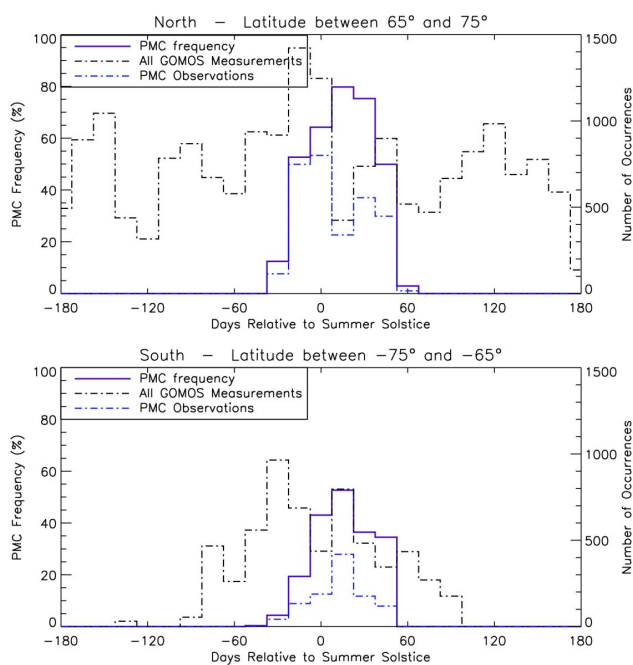 North — Latitude between 65° and 75°
PMC frequency
All GOMOS Measurements
PMC Observations
PMC Frequency (%)
100
80
60
40
20
0
1500
1000
500
0
Number of Occurrences
−180 −120 −60 0 60 120 180
Days Relative to Summer Solstice
South — Latitude between −75° and −65°
PMC frequency
All GOMOS Measurements
PMC Observations
PMC Frequency (%)
100
80
60
40
20
0
1500
1000
500
0
Number of Occurrences
−180 −120 −60 0 60 120 180
Days Relative to Summer Solstice